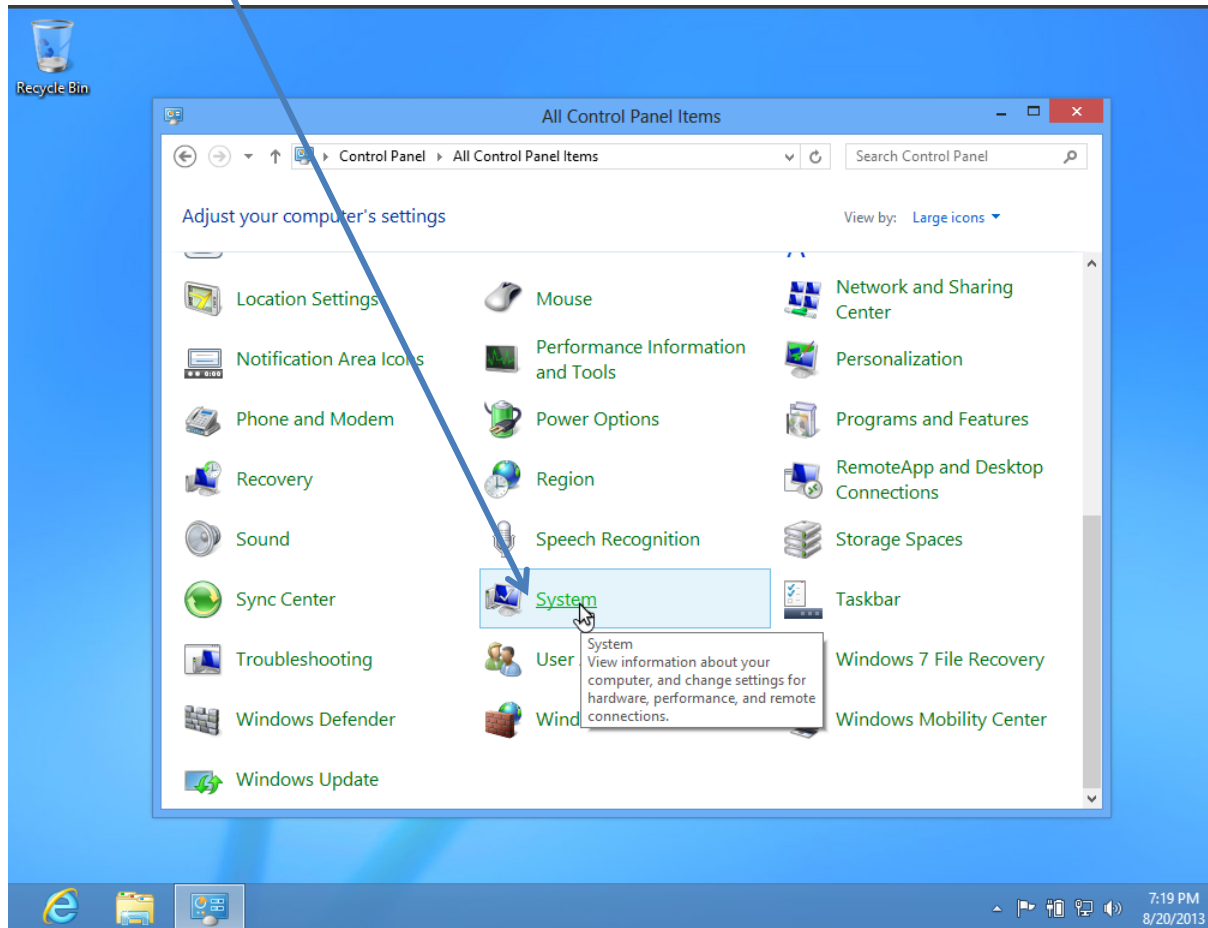 Recycle Bin
All Control Panel Items
Control Panel
All Control Panel Items
Search Control Panel
Adjust your computer's settings
View by: Large icons
Location Settings
Mouse
Network and Sharing
Center
Notification Area Icons
Performance Information
and Tools
Personalization
Phone and Modem
Power Options
Programs and Features
Recovery
Region
RemoteApp and Desktop
Connections
Sound
Speech Recognition
Storage Spaces
Sync Center
System
Taskbar
System
View information about your
computer, and change settings for
hardware, performance, and remote
connections.
Troubleshooting
User
Windows 7 File Recovery
Windows Defender
Windows Mobility Center
Windows Update
7:19 PM
8/20/2013